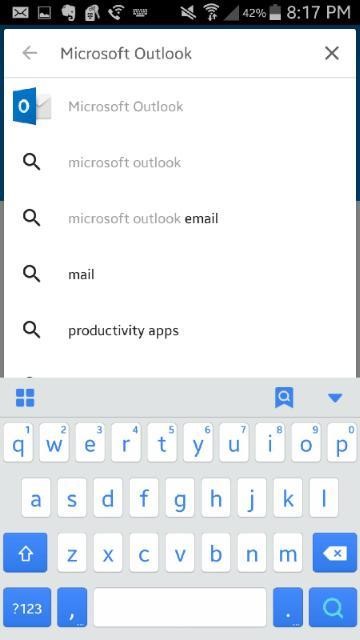 42% 8:17 PM
Microsoft Outlook
Microsoft Outlook
microsoft outlook
microsoft outlook email
mail
productivity apps
1 2 3 4 5 6 7 8 9 0
q w e r t y u i o p
a s d f g h j k l
z x c v b n m
?123 , .